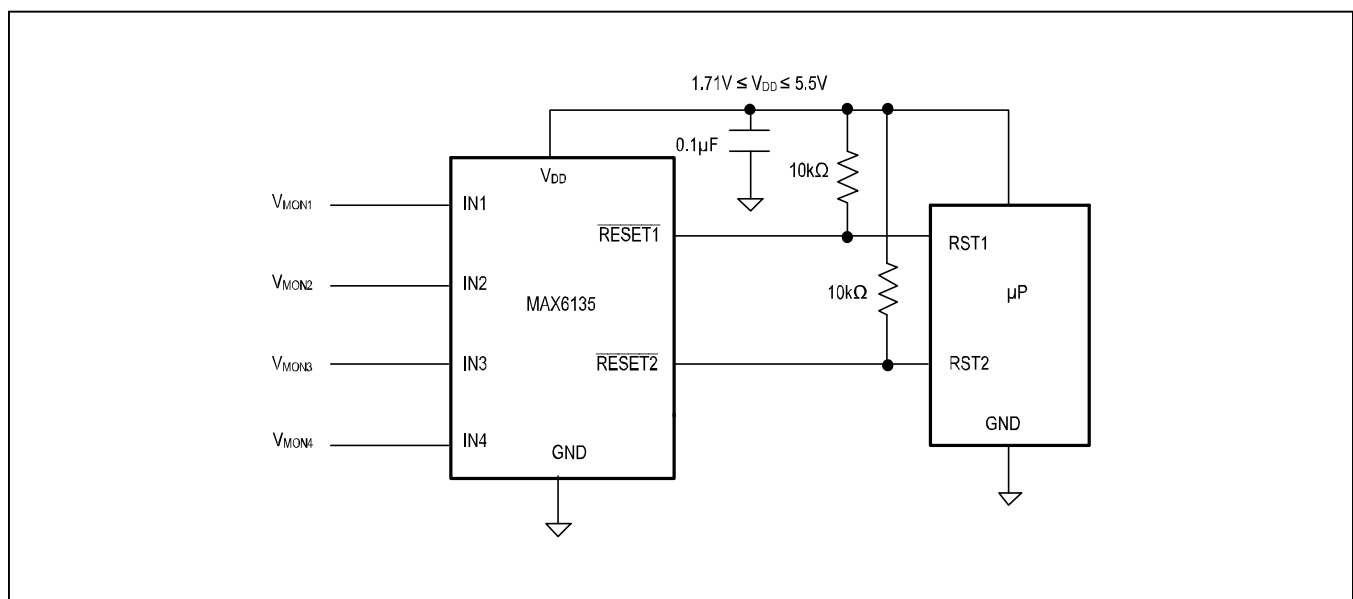 1.71V ≤ VDD ≤ 5.5V
0.1µF
10kΩ
VDD
VMON1
IN1
RESET1
RST1
VMON2
IN2
MAX6135
10kΩ
µP
VMON3
IN3
RESET2
RST2
VMON4
IN4
GND
GND